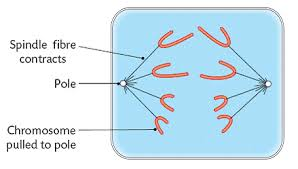 Spindle fibre
contracts
Pole
Chromosome
pulled to pole